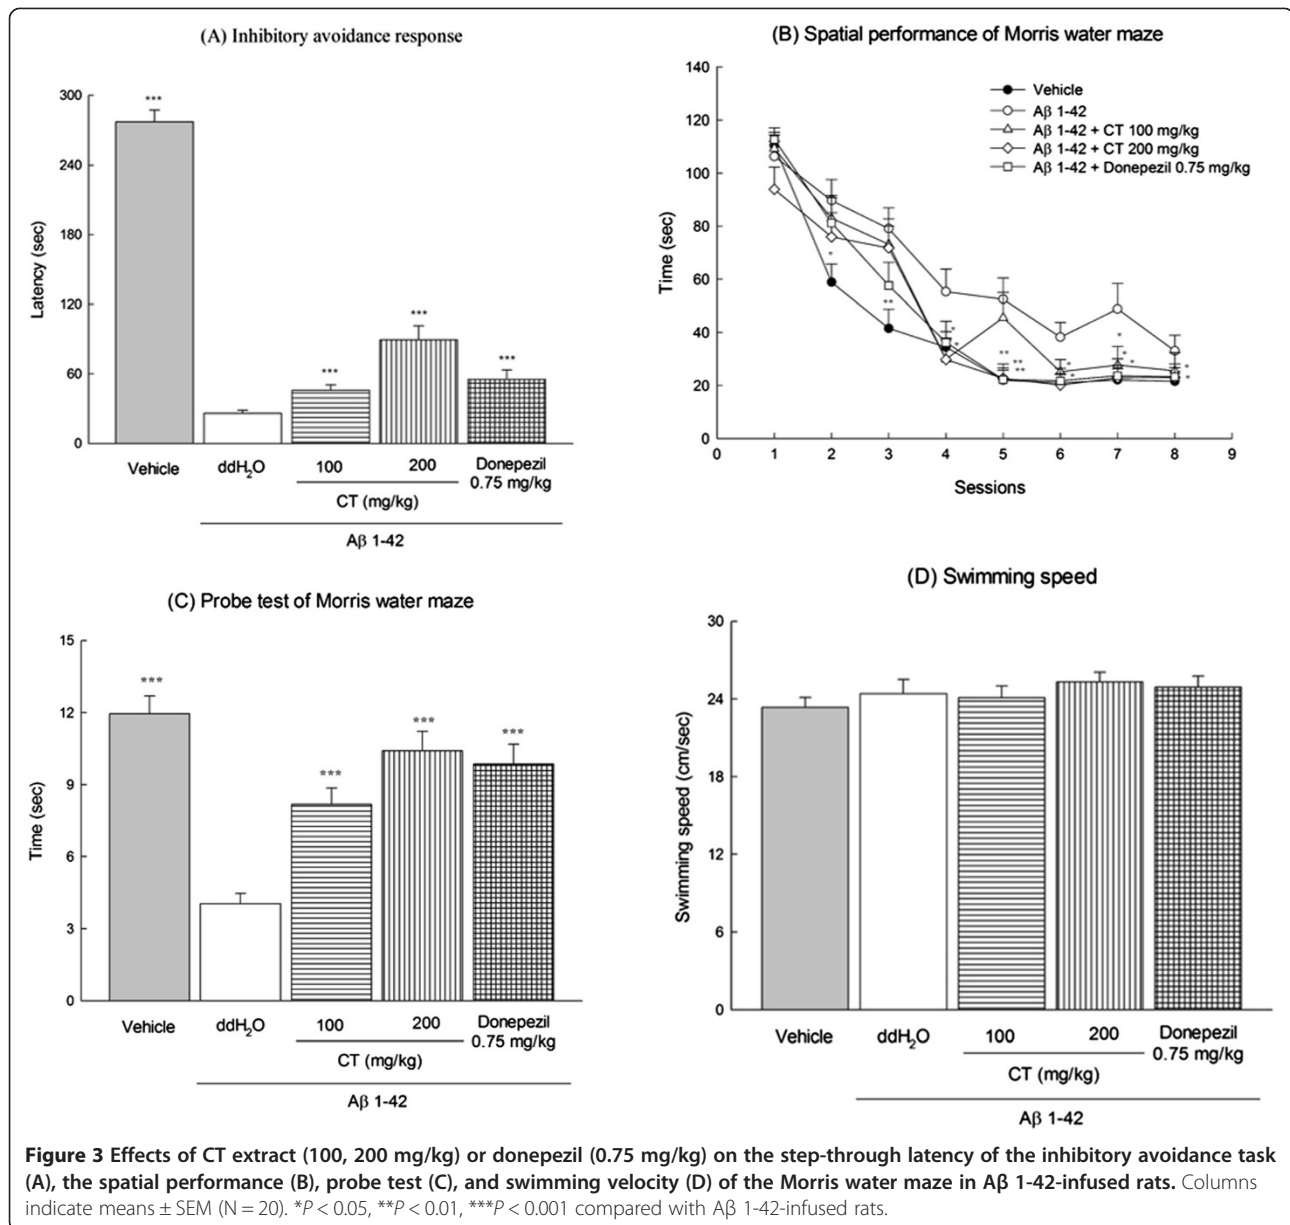 (A) Inhibitory avoidance response
300
240
180
120
60
0
Latency (sec)
***
***
***
***
Vehicle
ddH₂O
100
200
Donepezil
0.75 mg/kg
CT (mg/kg)
Aβ 1-42
(B) Spatial performance of Morris water maze
140
120
100
80
60
40
20
0
Time (sec)
Vehicle
Aβ 1-42
Aβ 1-42 + CT 100 mg/kg
Aβ 1-42 + CT 200 mg/kg
Aβ 1-42 + Donepezil 0.75 mg/kg
*
**
*
*
**
**
**
*
*
*
*
*
*
*
0 1 2 3 4 5 6 7 8 9
Sessions
(C) Probe test of Morris water maze
15
12
9
6
3
0
Time (sec)
***
***
***
***
Vehicle
ddH₂O
100
200
Donepezil
0.75 mg/kg
CT (mg/kg)
Aβ 1-42
(D) Swimming speed
30
24
18
12
6
0
Swimming speed (cm/sec)
Vehicle
ddH₂O
100
200
Donepezil
0.75 mg/kg
CT (mg/kg)
Aβ 1-42
Figure 3 Effects of CT extract (100, 200 mg/kg) or donepezil (0.75 mg/kg) on the step-through latency of the inhibitory avoidance task
(A), the spatial performance (B), probe test (C), and swimming velocity (D) of the Morris water maze in Aβ 1-42-infused rats. Columns
indicate means ± SEM (N = 20). *P < 0.05, **P < 0.01, ***P < 0.001 compared with Aβ 1-42-infused rats.